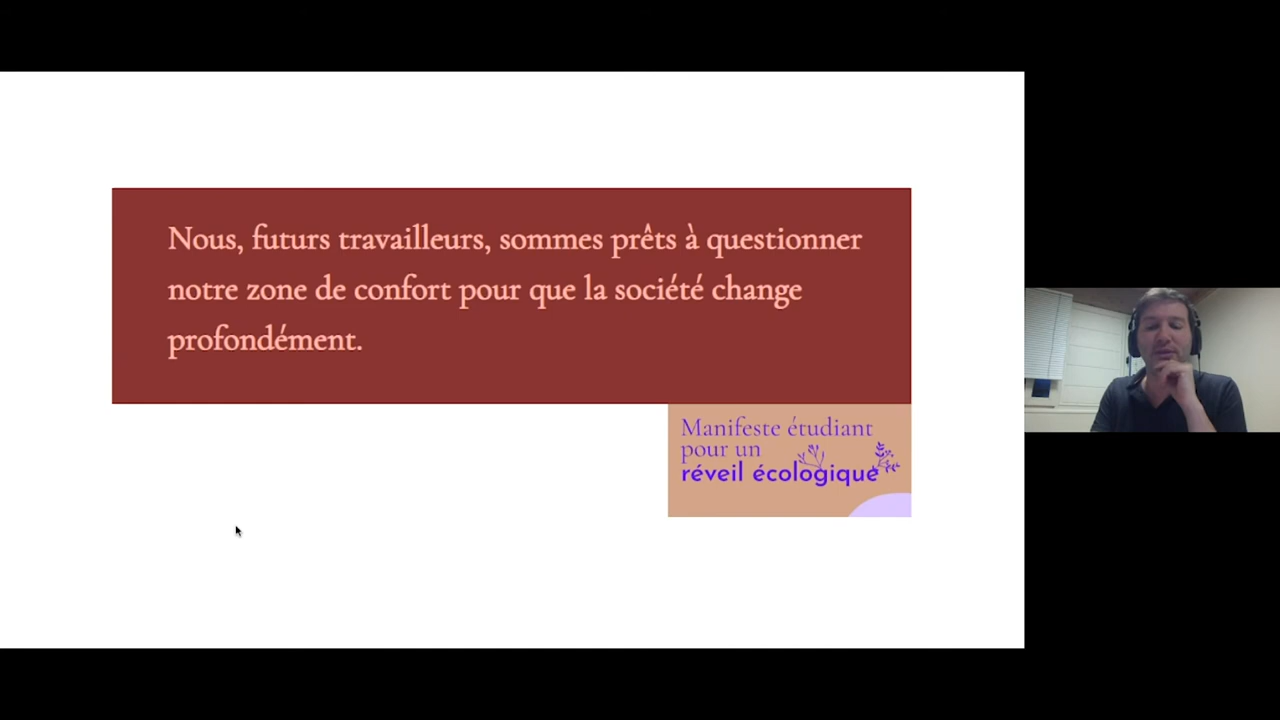 Nous, futurs travailleurs, sommes prêts à questionner
notre zone de confort pour que la société change
profondément.
Manifeste étudiant
pour un
réveil écologique